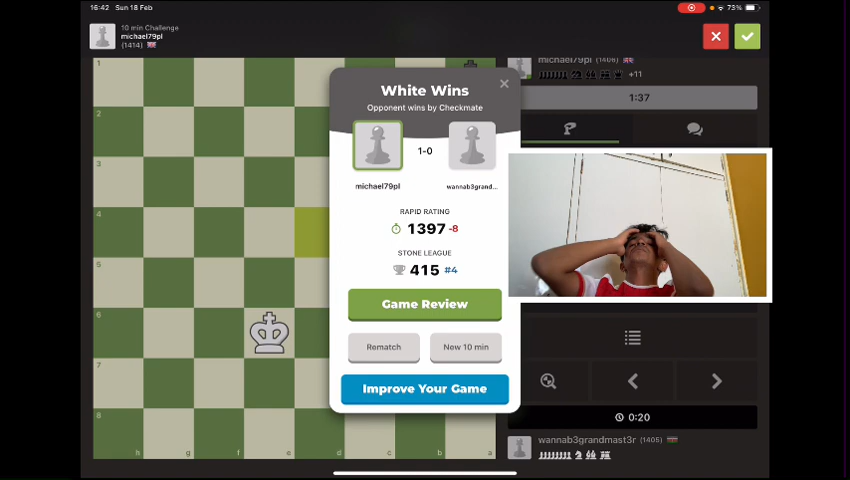 16:42 Sun 18 Feb
73%
10 min Challenge
michael79pl
(1414)
michael79pl (1406)
+11
1:37
White Wins
Opponent wins by Checkmate
1-0
michael79pl
wannab3grand...
RAPID RATING
1397 -8
STONE LEAGUE
415 #4
Game Review
Rematch
New 10 min
Improve Your Game
0:20
wannab3grandmast3r (1405)
1
2
3
4
5
6
7
8
h
g
f
e
d
c
b
a